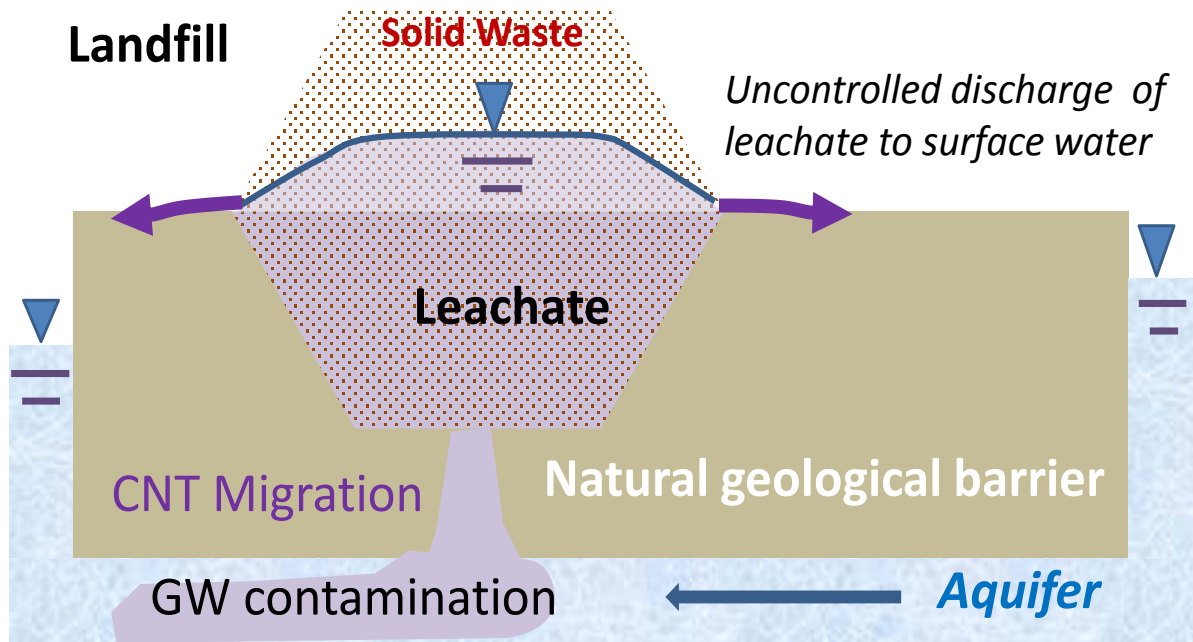 Landfill
Solid Waste
Uncontrolled discharge of
leachate to surface water
Leachate
CNT Migration
Natural geological barrier
GW contamination
Aquifer